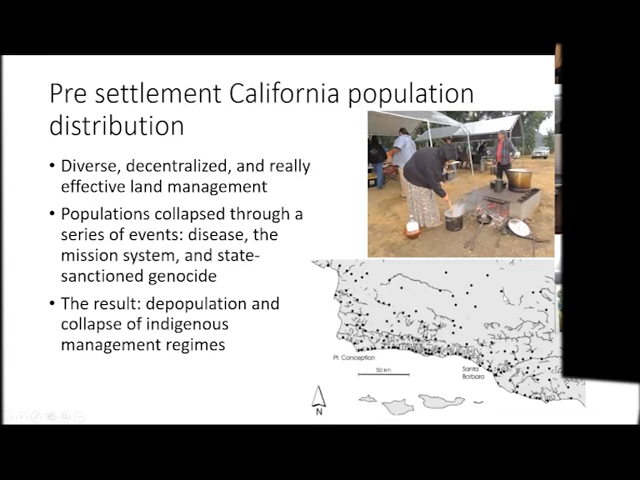 Pre settlement California population
distribution
• Diverse, decentralized, and really
effective land management
• Populations collapsed through a
series of events: disease, the
mission system, and state-
sanctioned genocide
• The result: depopulation and
collapse of indigenous
management regimes
Pt. Conception
50 km
Santa
Barbara
N